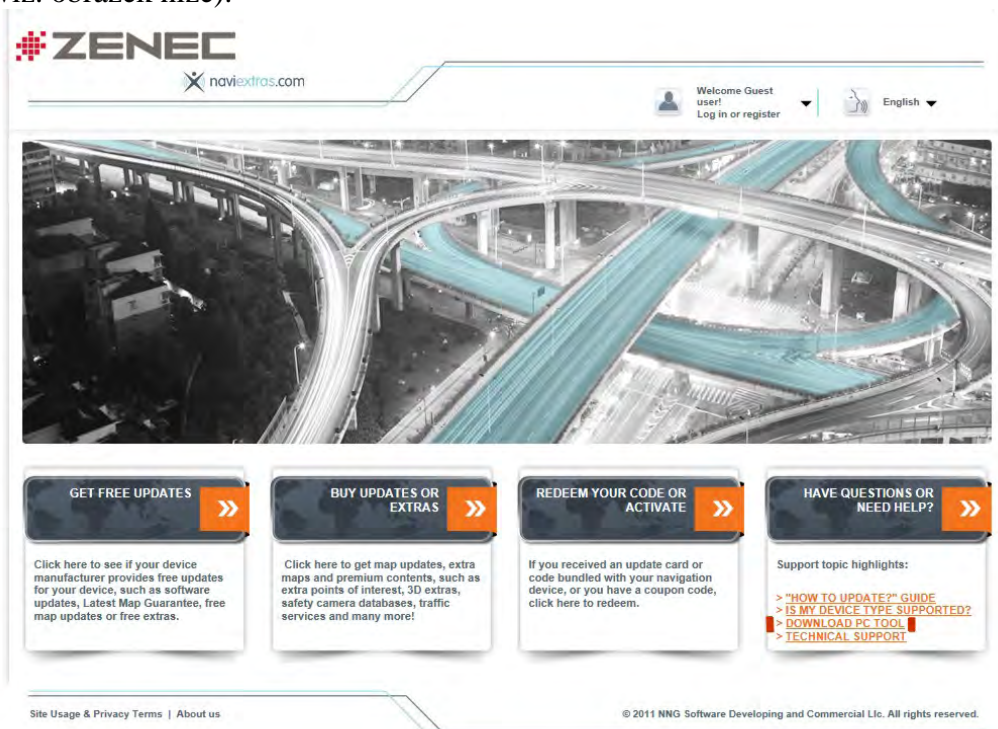 viz. obrázek níže).
ZENEC
naviextras.com
Welcome Guest
user!
Log in or register
English
GET FREE UPDATES
Click here to see if your device
manufacturer provides free updates
for your device, such as software
updates, Latest Map Guarantee, free
map updates or free extras.
BUY UPDATES OR
EXTRAS
Click here to get map updates, extra
maps and premium contents, such as
extra points of interest, 3D extras,
safety camera databases, traffic
services and many more!
REDEEM YOUR CODE OR
ACTIVATE
If you received an update card or
code bundled with your navigation
device, or you have a coupon code,
click here to redeem.
HAVE QUESTIONS OR
NEED HELP?
Support topic highlights:
> "HOW TO UPDATE?" GUIDE
> IS MY DEVICE TYPE SUPPORTED?
> DOWNLOAD PC TOOL
> TECHNICAL SUPPORT
Site Usage & Privacy Terms | About us
© 2011 NNG Software Developing and Commercial Llc. All rights reserved.